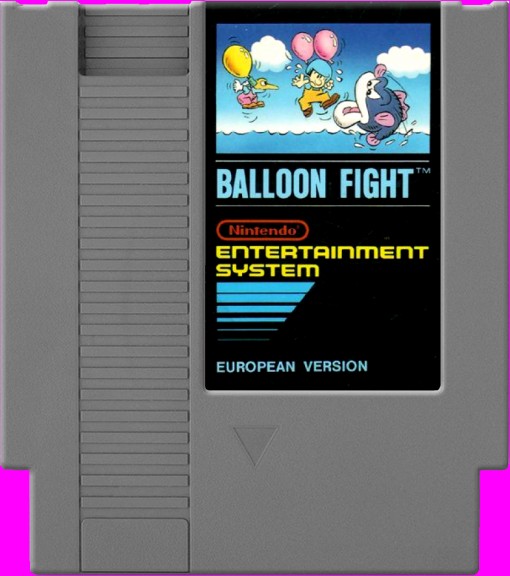 BALLOON FIGHT™
Nintendo®
ENTERTAINMENT
SYSTEM
EUROPEAN VERSION